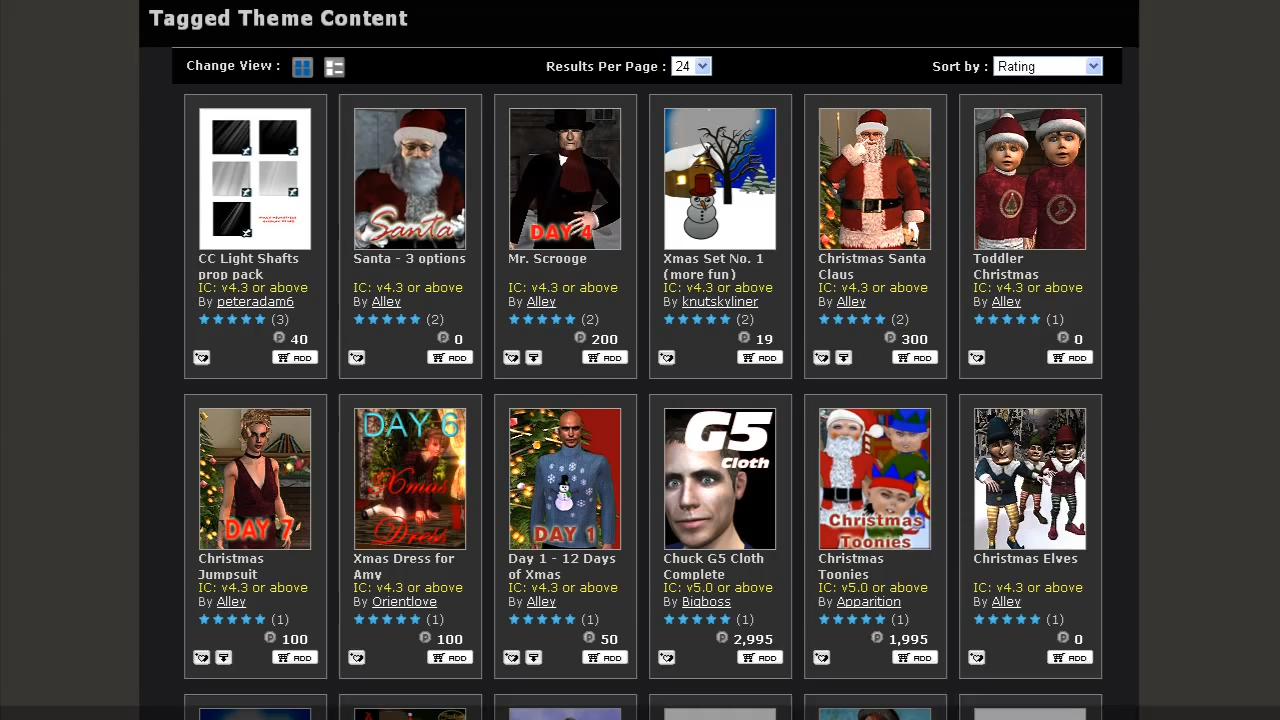 Tagged Theme Content
Change View :
Results Per Page : 24
Sort by : Rating
CC Light Shafts
prop pack
IC: v4.3 or above
By peteradam6
(3)
40
ADD
Santa
Santa - 3 options
IC: v4.3 or above
By Alley
(2)
0
ADD
DAY 4
Mr. Scrooge
IC: v4.3 or above
By Alley
(2)
200
ADD
Xmas Set No. 1
(more fun)
IC: v4.3 or above
By knutskyliner
(2)
19
ADD
Christmas Santa
Claus
IC: v4.3 or above
By Alley
(2)
300
ADD
Toddler
Christmas
IC: v4.3 or above
By Alley
(1)
0
ADD
DAY 7
Christmas
Jumpsuit
IC: v4.3 or above
By Alley
(1)
100
ADD
DAY 6
Xmas
Dress
Xmas Dress for
Amy
IC: v4.3 or above
By Orientlove
(1)
100
ADD
DAY 1
Day 1 - 12 Days
of Xmas
IC: v4.3 or above
By Alley
(1)
50
ADD
G5
Cloth
Chuck G5 Cloth
Complete
IC: v5.0 or above
By Bigboss
(1)
2,995
ADD
Christmas
Toonies
Christmas
Toonies
IC: v5.0 or above
By Apparition
(1)
1,995
ADD
Christmas Elves
IC: v4.3 or above
By Alley
(1)
0
ADD